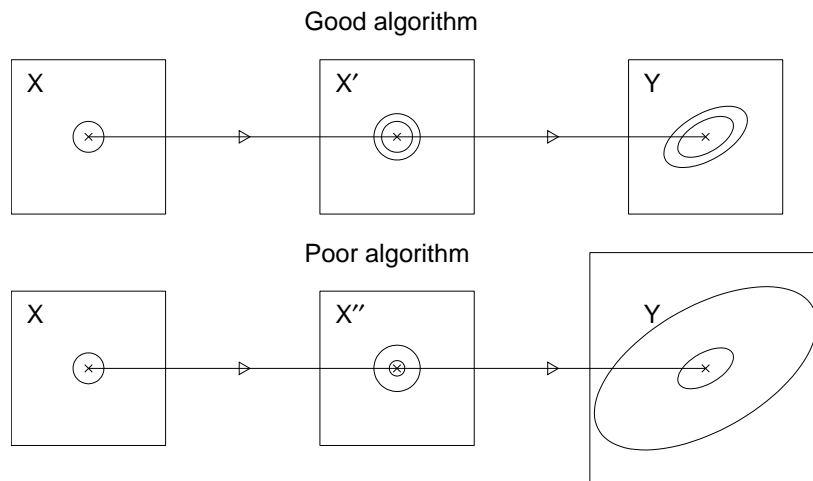 Good algorithm
X X′ Y
Poor algorithm
X X″ Y